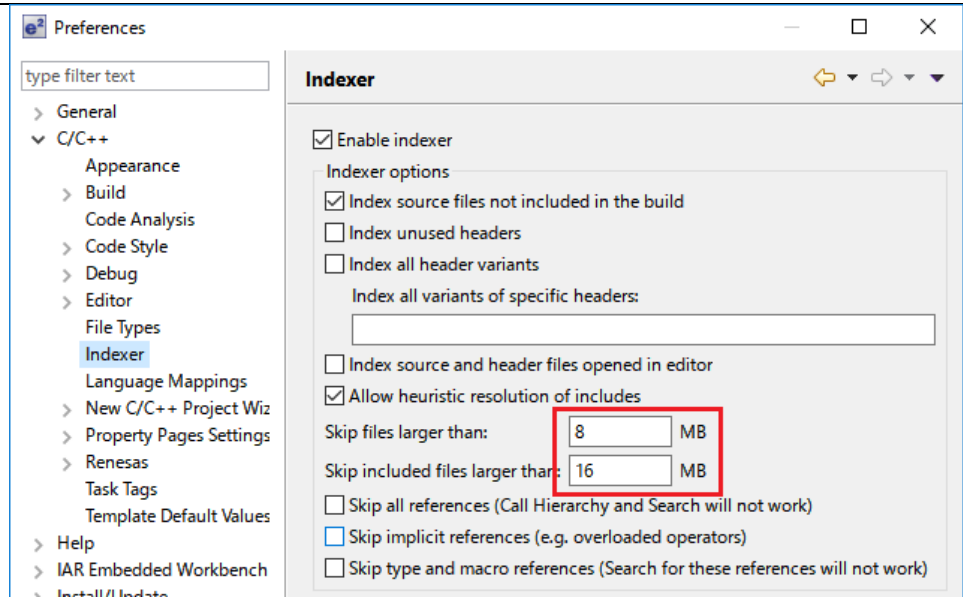 e² Preferences
type filter text
Indexer
General
C/C++
Appearance
Build
Code Analysis
Code Style
Debug
Editor
File Types
Indexer
Language Mappings
New C/C++ Project Wiz
Property Pages Settings
Renesas
Task Tags
Template Default Values
Help
IAR Embedded Workbench
Install/Update
Enable indexer
Indexer options
Index source files not included in the build
Index unused headers
Index all header variants
Index all variants of specific headers:
Index source and header files opened in editor
Allow heuristic resolution of includes
Skip files larger than: 8 MB
Skip included files larger than: 16 MB
Skip all references (Call Hierarchy and Search will not work)
Skip implicit references (e.g. overloaded operators)
Skip type and macro references (Search for these references will not work)